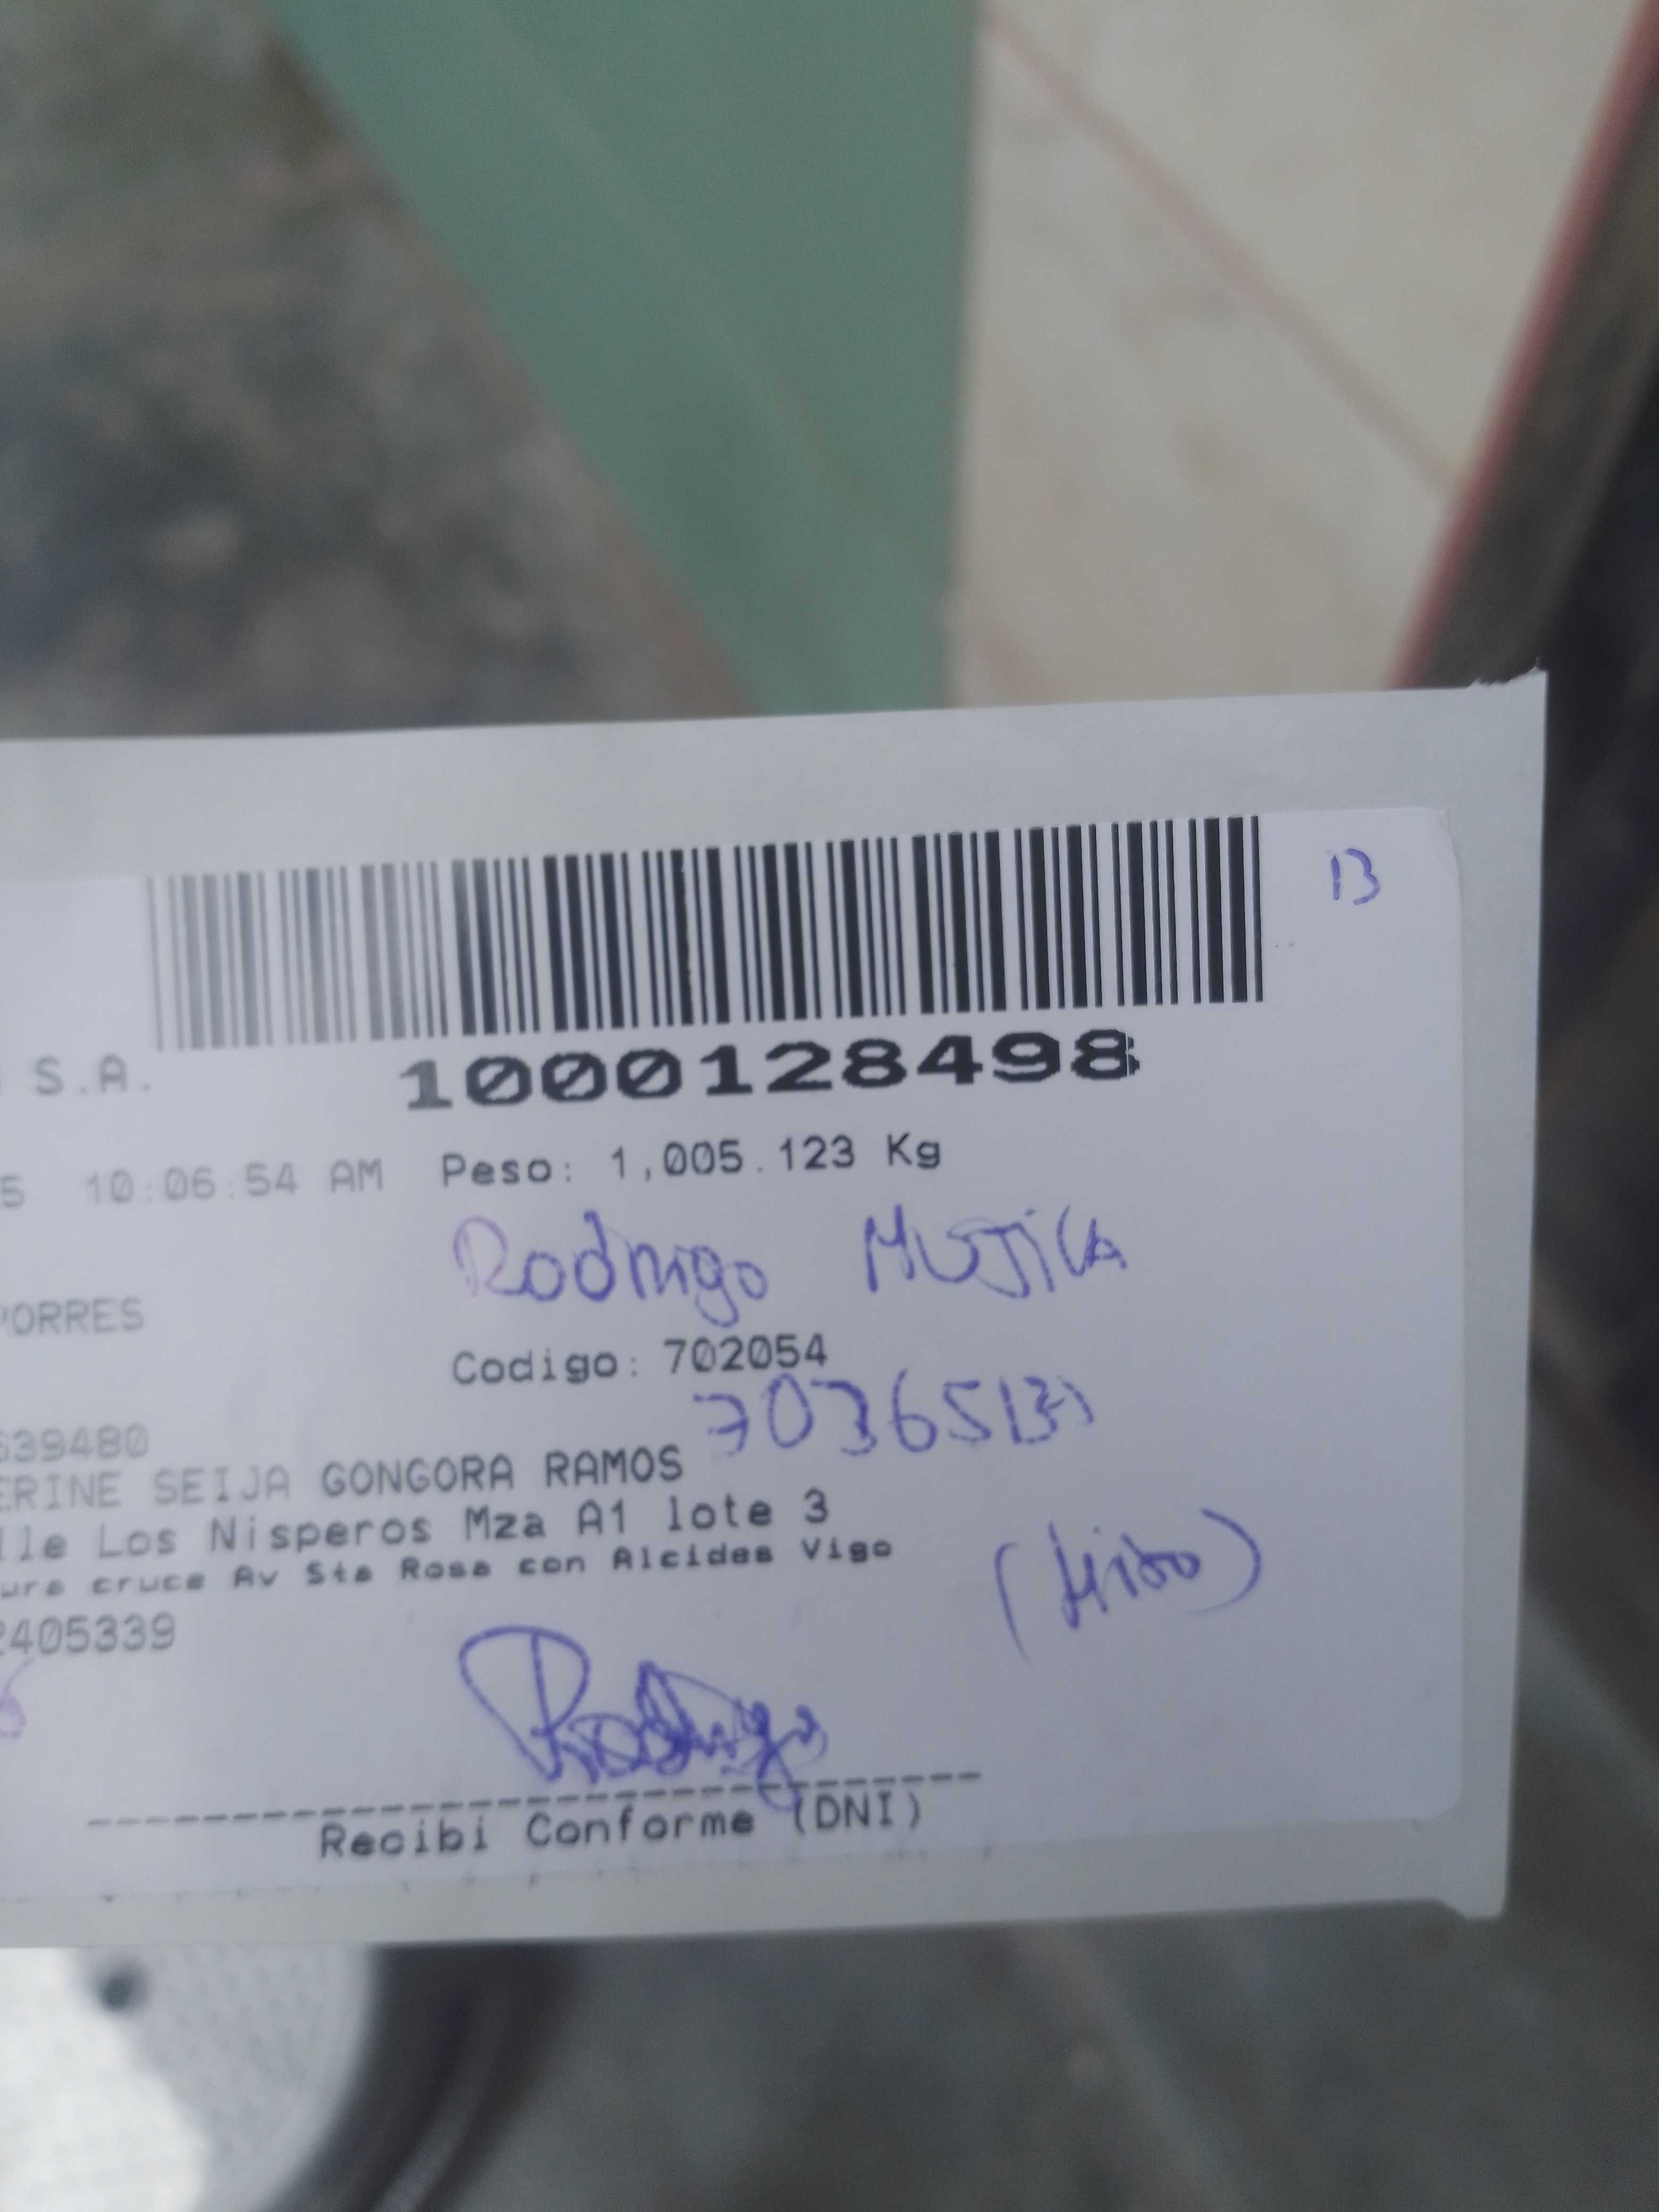 13
1000128498
S.A.
5 10:06:54 AM Peso: 1,005.123 Kg
Rodrigo MUJICA
PORRES
Codigo: 702054
639480
ERINE SEIJA GONGORA RAMOS
lle Los Nisperos Mza A1 lote 3
ura cruce Av Sta Rosa con Alcides Vigo
(Hijo)
2405339
Rodrigo
Recibi Conforme (DNI)